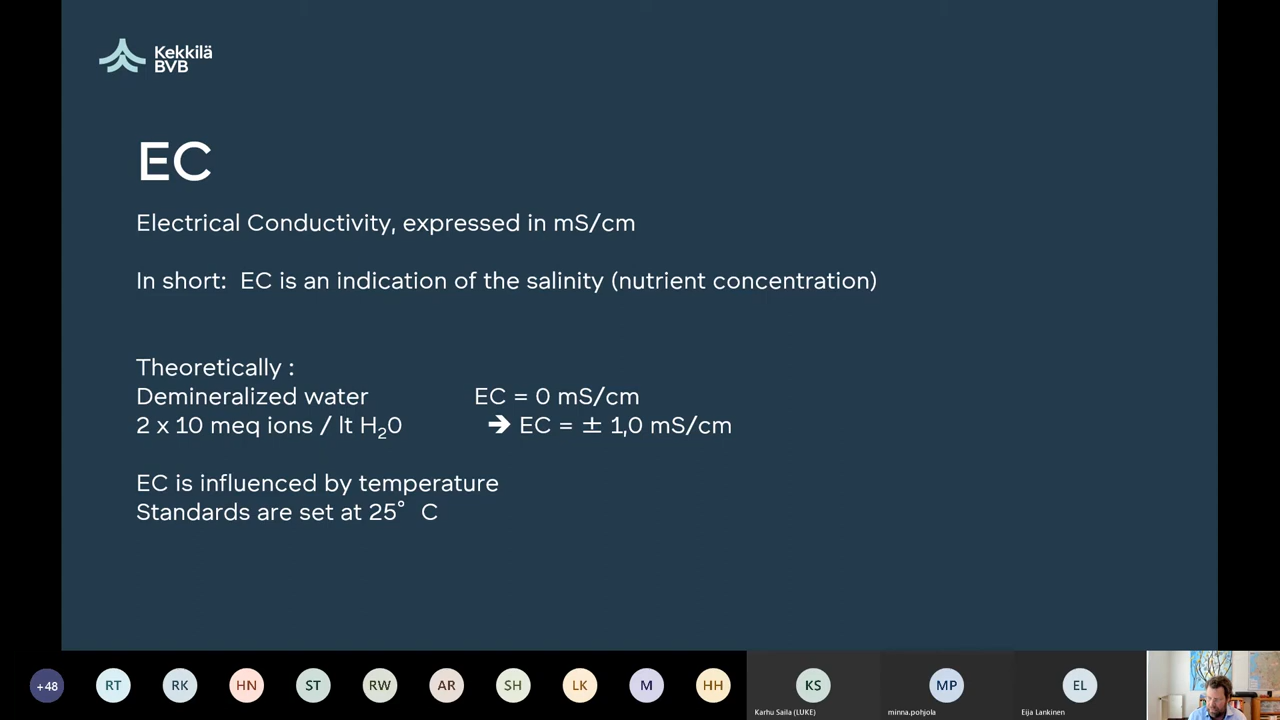 Kekkilä
BVB
EC
Electrical Conductivity, expressed in mS/cm
In short: EC is an indication of the salinity (nutrient concentration)
Theoretically :
Demineralized water EC = 0 mS/cm
2 x 10 meq ions / lt H₂0 ➔ EC = ± 1,0 mS/cm
EC is influenced by temperature
Standards are set at 25° C
+48 RT RK HN ST RW AR SH LK M HH KS MP EL
Karhu Saila (LUKE) minna.pohjola Eija Lankinen